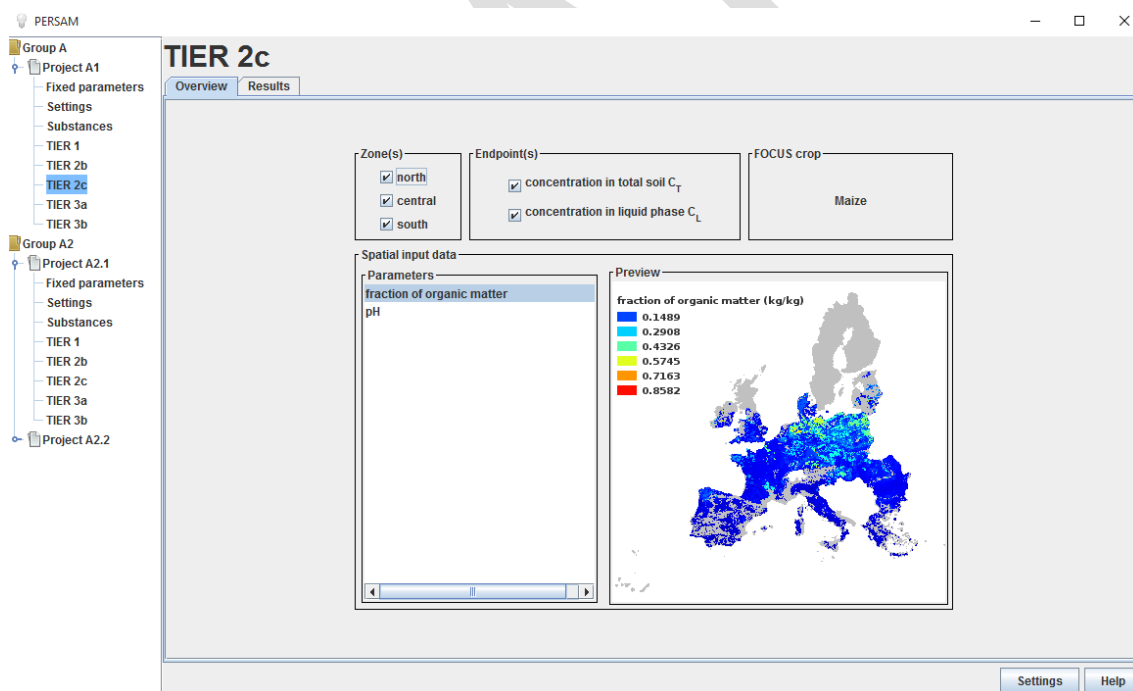 PERSAM
Group A
Project A1
Fixed parameters
Settings
Substances
TIER 1
TIER 2b
TIER 2c
TIER 3a
TIER 3b
Group A2
Project A2.1
Fixed parameters
Settings
Substances
TIER 1
TIER 2b
TIER 2c
TIER 3a
TIER 3b
Project A2.2
TIER 2c
Overview Results
Zone(s)
north
central
south
Endpoint(s)
concentration in total soil C_T
concentration in liquid phase C_L
FOCUS crop
Maize
Spatial input data
Parameters
fraction of organic matter
pH
Preview
fraction of organic matter (kg/kg)
0.1489
0.2908
0.4326
0.5745
0.7163
0.8582
Settings Help